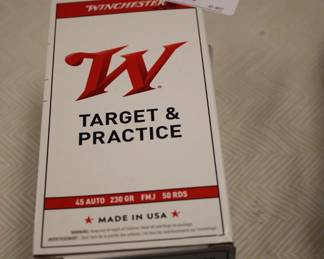 WINCHESTER
W
TARGET &
PRACTICE
45 AUTO 230 GR FMJ 50 RDS
★ MADE IN USA ★